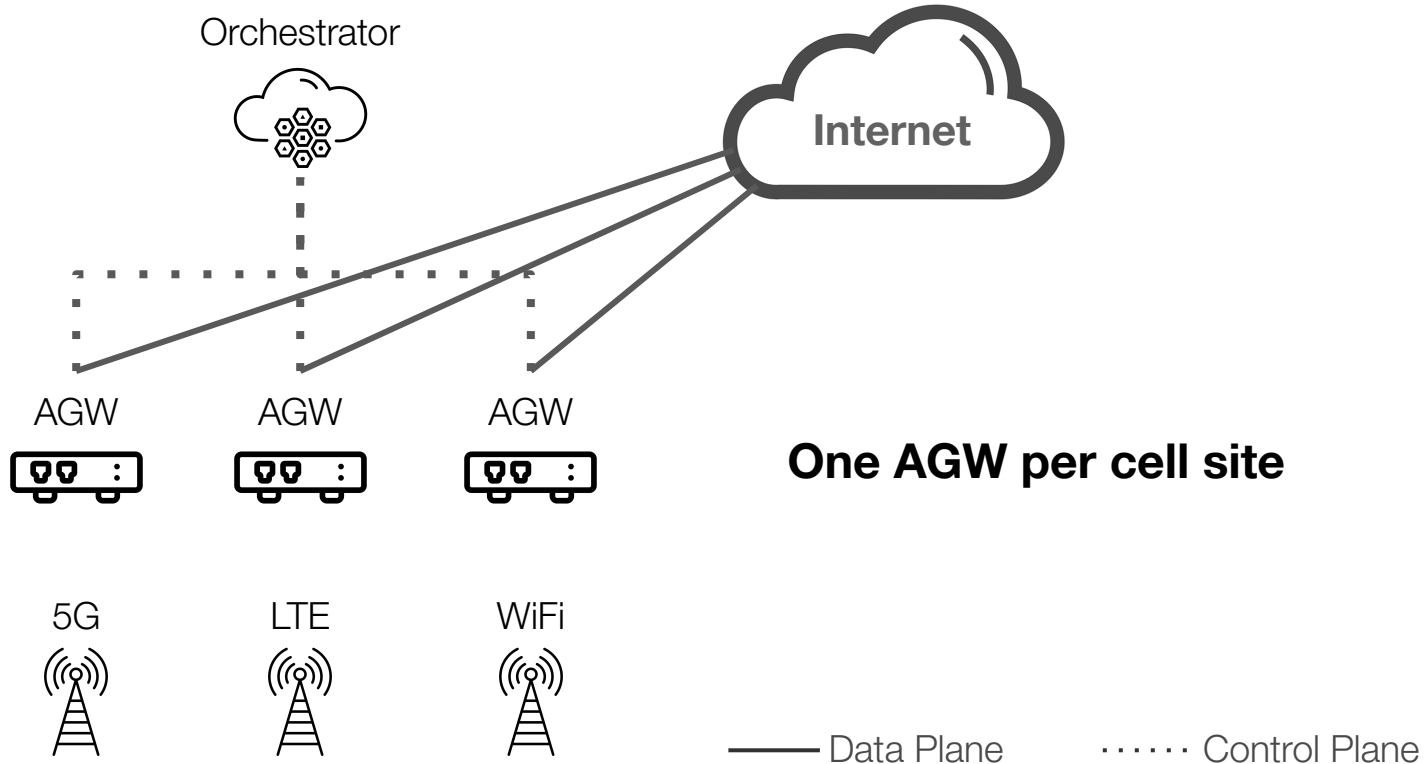 Orchestrator
Internet
AGW
AGW
AGW
One AGW per cell site
5G
LTE
WiFi
Data Plane
Control Plane